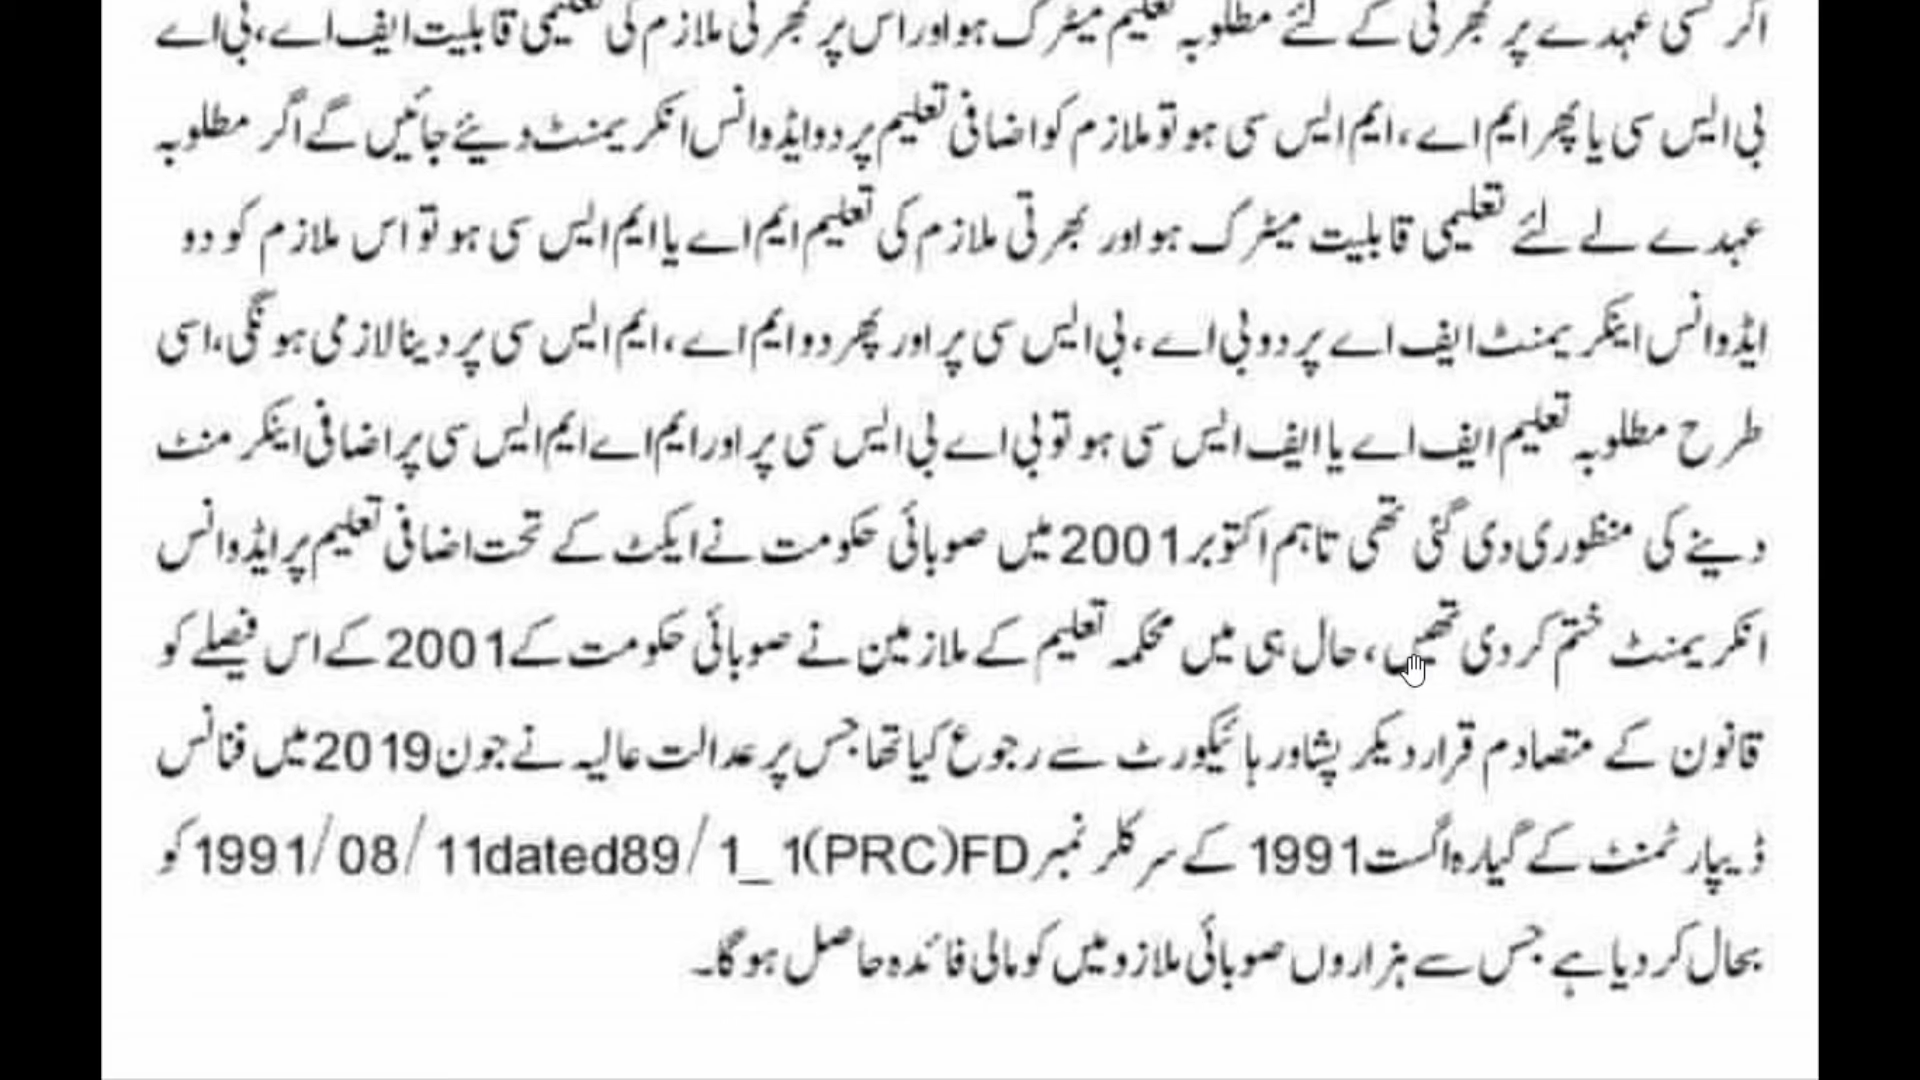 اگر کسی عہدے پر بھرتی کے لئے مطلوبہ تعلیم میٹرک ہو اور اس پر بھرتی ملازم کی تعلیمی قابلیت ایف اے، بی اے
بی ایس سی یا پھر ایم اے، ایم ایس سی ہو تو ملازم کو اضافی تعلیم پر دو ایڈوانس انکریمنٹ دیئے جائیں گے اگر مطلوبہ
عہدے لے لئے تعلیمی قابلیت میٹرک ہو اور بھرتی ملازم کی تعلیم ایم اے یا ایم ایس سی ہو تو اس ملازم کو دو
ایڈوانس اینکریمنٹ ایف اے پر دو بی اے، بی ایس سی پر اور پھر دو ایم اے، ایم ایس سی پر دینا لازمی ہونگی، اسی
طرح مطلوبہ تعلیم ایف اے یا ایف ایس سی ہو تو بی اے بی ایس سی پر اور ایم اے ایم ایس سی پر اضافی اینکرمنٹ
دینے کی منظوری دی گئی تھی تاہم اکتوبر 2001 میں صوبائی حکومت نے ایکٹ کے تحت اضافی تعلیم پر ایڈوانس
انکریمنٹ ختم کر دی تھیں، حال ہی میں محکمہ تعلیم کے ملازمین نے صوبائی حکومت کے 2001 کے اس فیصلے کو
قانون کے متصادم قرار دیکر پشاور ہائیکورٹ سے رجوع کیا تھا جس پر عدالت عالیہ نے جون 2019 میں فنانس
ڈیپارٹمنٹ کے گیارہ اگست 1991 کے سرکلر نمبر FD(PRC)1_1/89dated11/08/1991 کو
بحال کر دیا ہے جس سے ہزاروں صوبائی ملازومیں کو مالی فائدہ حاصل ہو گا۔